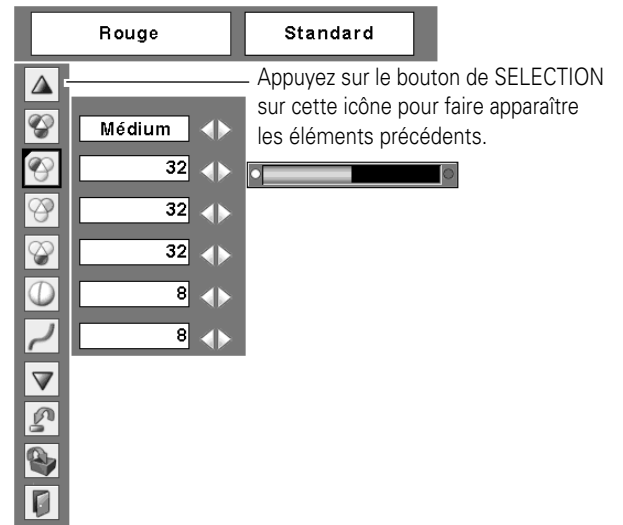 Rouge
Standard
Appuyez sur le bouton de SELECTION
sur cette icône pour faire apparaître
les éléments précédents.
Médium
32
32
32
8
8